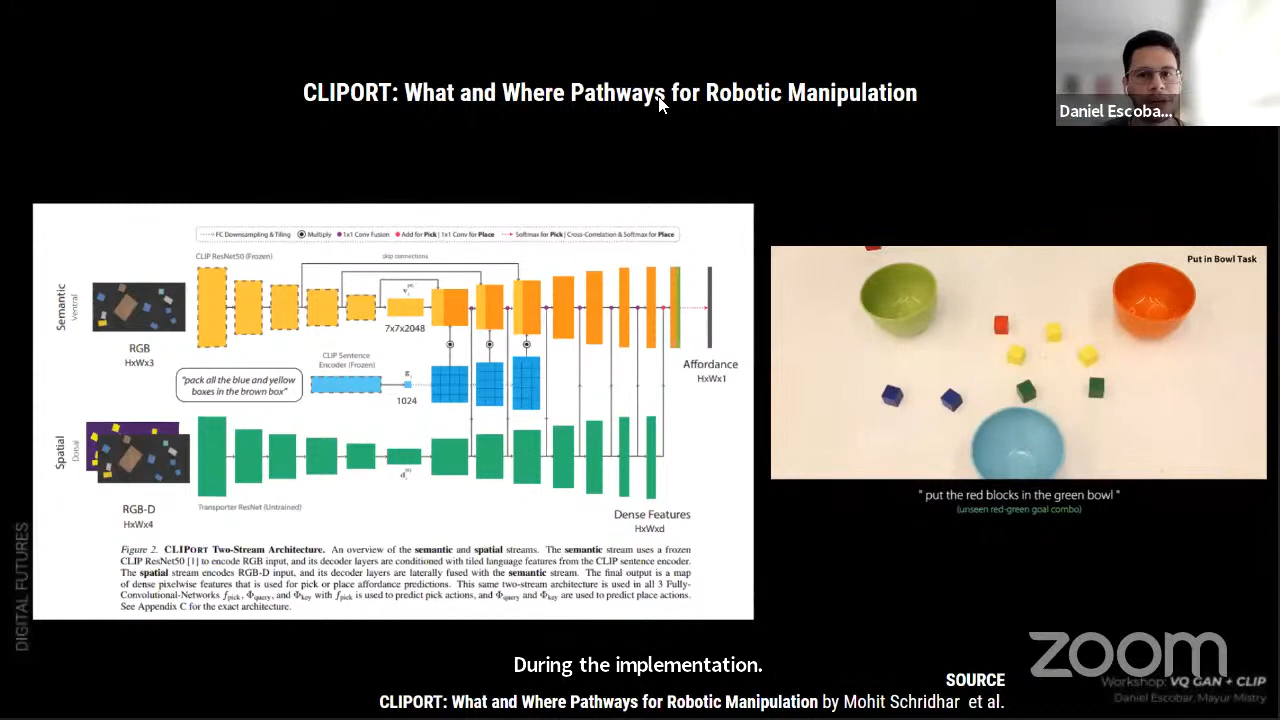 CLIPORT: What and Where Pathways for Robotic Manipulation
Daniel Escoba...
FC Downsampling & Tiling
Multiply
1x1 Conv Fusion
Add for Pick | 1x1 Conv for Place
Softmax for Pick | Cross-Correlation & Softmax for Place
CLIP ResNet50 (Frozen)
skip connections
Semantic
Ventral
RGB
HxWx3
7x7x2048
Affordance
HxWx1
CLIP Sentence
Encoder (Frozen)
"pack all the blue and yellow
boxes in the brown box"
1024
Spatial
Dorsal
RGB-D
HxWx4
Transporter ResNet (Untrained)
Dense Features
HxWxd
Figure 2. CLIPORT Two-Stream Architecture. An overview of the semantic and spatial streams. The semantic stream uses a frozen
CLIP ResNet50 [1] to encode RGB input, and its decoder layers are conditioned with tiled language features from the CLIP sentence encoder.
The spatial stream encodes RGB-D input, and its decoder layers are laterally fused with the semantic stream. The final output is a map
of dense pixelwise features that is used for pick or place affordance predictions. This same two-stream architecture is used in all 3 Fully-
Convolutional-Networks fpick, Φquery, and Φkey with fpick is used to predict pick actions, and Φquery and Φkey are used to predict place actions.
See Appendix C for the exact architecture.
Put in Bowl Task
" put the red blocks in the green bowl "
(unseen red-green goal combo)
DIGITAL FUTURES
During the implementation.
SOURCE
CLIPORT: What and Where Pathways for Robotic Manipulation by Mohit Schridhar et al.
zoom
Workshop: VQ GAN + CLIP
Daniel Escobar, Mayur Mistry